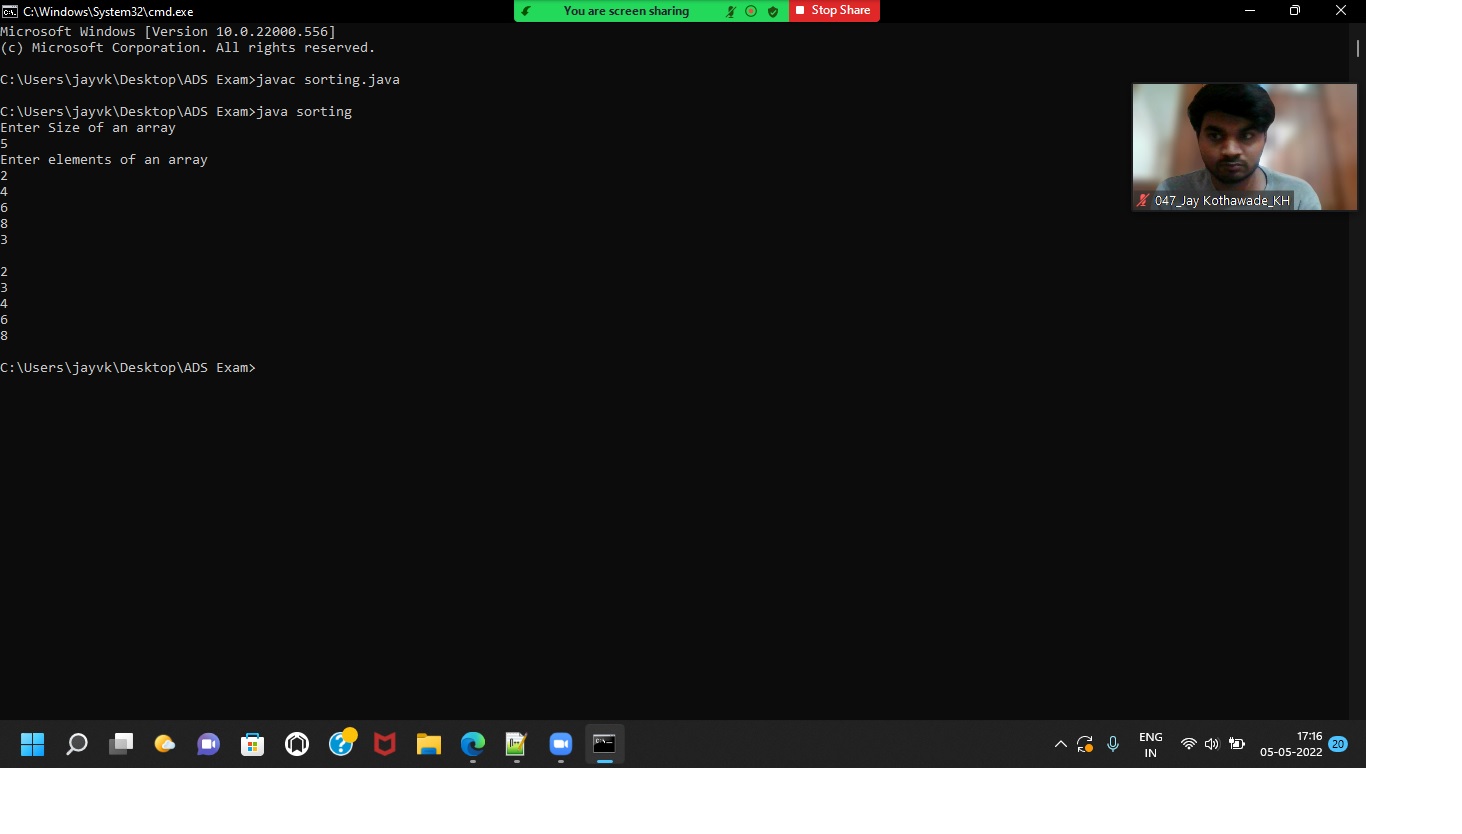 C:\Windows\System32\cmd.exe
You are screen sharing
Stop Share
Microsoft Windows [Version 10.0.22000.556]
(c) Microsoft Corporation. All rights reserved.
C:\Users\jayvk\Desktop\ADS Exam>javac sorting.java
C:\Users\jayvk\Desktop\ADS Exam>java sorting
Enter Size of an array
5
Enter elements of an array
2
4
6
8
3
2
3
4
6
8
C:\Users\jayvk\Desktop\ADS Exam>
047_Jay Kothawade_KH
ENG
IN
17:16
05-05-2022
20